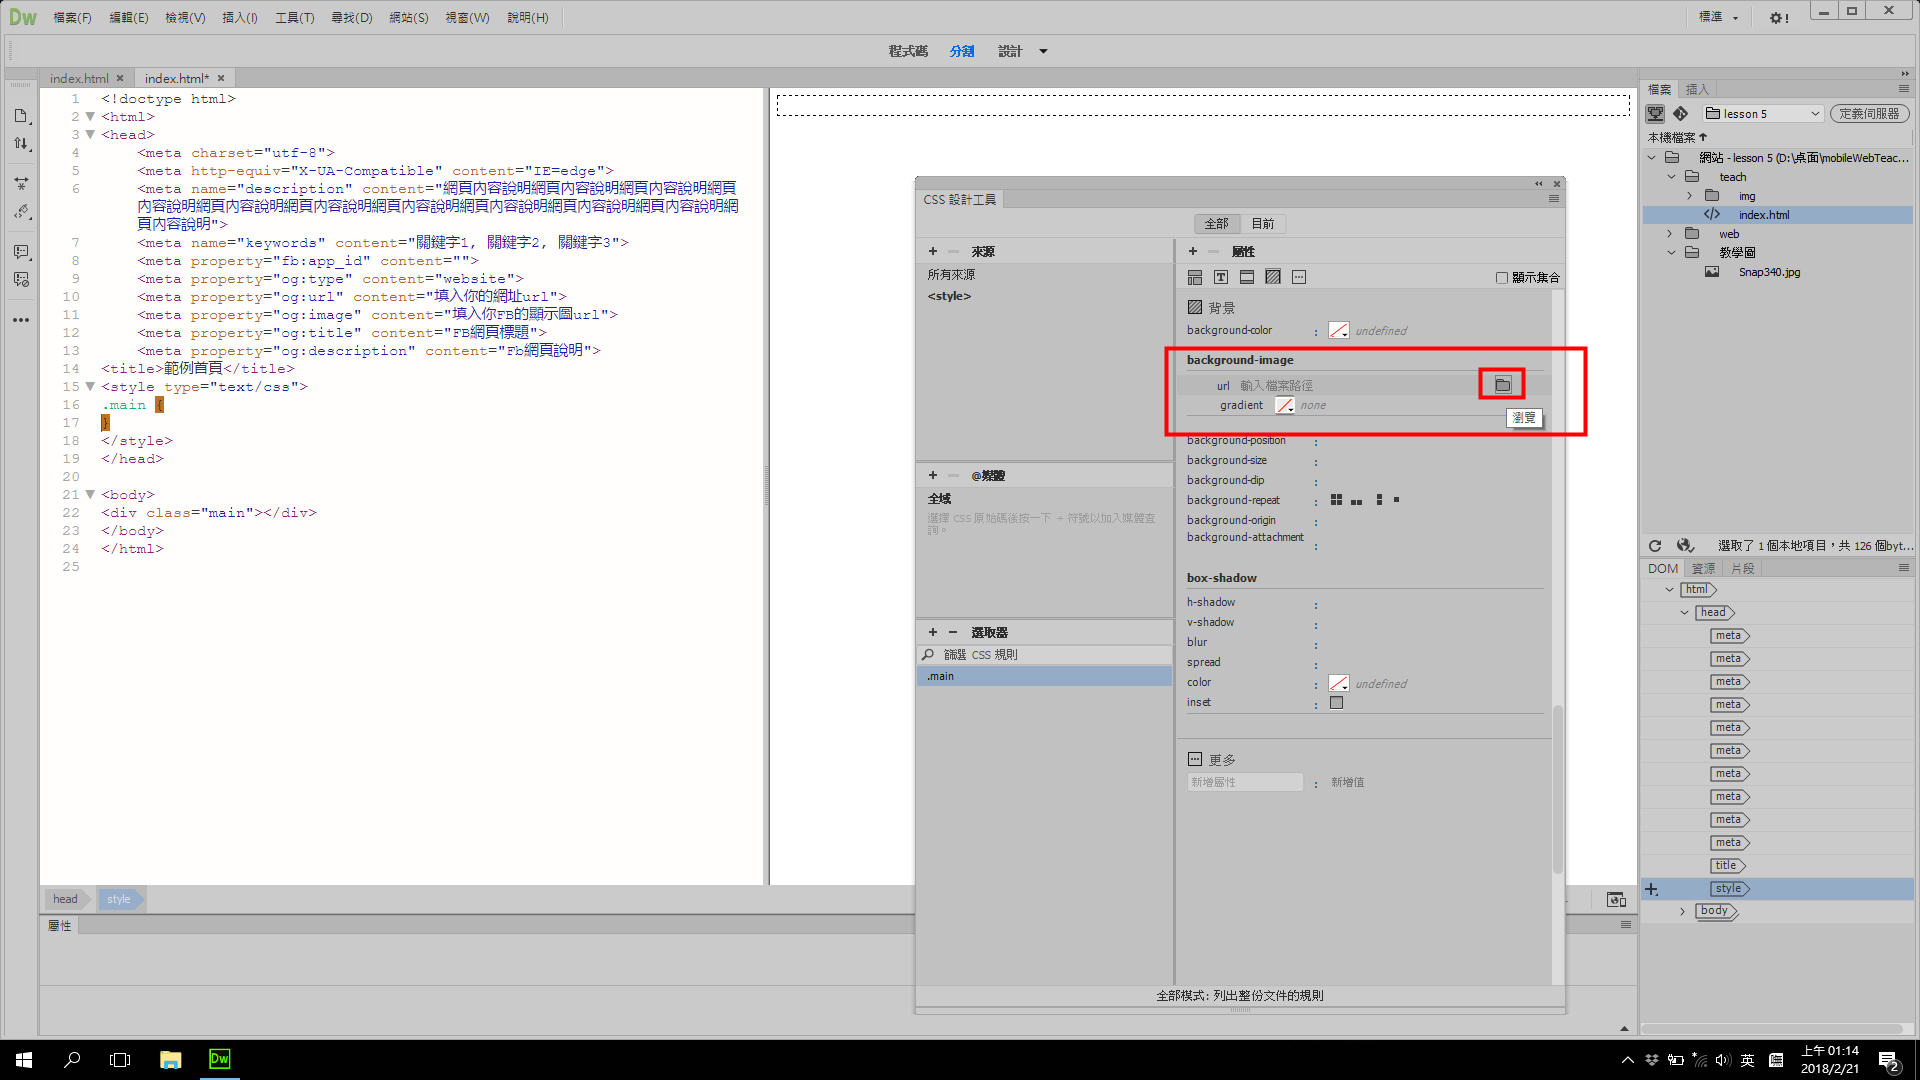 Dw 檔案(F) 編輯(E) 檢視(V) 插入(I) 工具(T) 尋找(D) 網站(S) 視窗(W) 說明(H) 標準
程式碼 分割 設計
index.html index.html*
1 <!doctype html>
2 <html>
3 <head>
4 <meta charset="utf-8">
5 <meta http-equiv="X-UA-Compatible" content="IE=edge">
6 <meta name="description" content="網頁內容說明網頁內容說明網頁內容說明網頁
內容說明網頁內容說明網頁內容說明網頁內容說明網頁內容說明網頁內容說明網頁內容說明網
頁內容說明">
7 <meta name="keywords" content="關鍵字1, 關鍵字2, 關鍵字3">
8 <meta property="fb:app_id" content="">
9 <meta property="og:type" content="website">
10 <meta property="og:url" content="填入你的網址url">
11 <meta property="og:image" content="填入你FB的顯示圖url">
12 <meta property="og:title" content="FB網頁標題">
13 <meta property="og:description" content="Fb網頁說明">
14 <title>範例首頁</title>
15 <style type="text/css">
16 .main {
17 }
18 </style>
19 </head>
20
21 <body>
22 <div class="main"></div>
23 </body>
24 </html>
25
head style
屬性
CSS 設計工具
全部 目前
+ − 來源
所有來源
<style>
+ − @媒體
全域
選擇 CSS 原始碼後按一下 + 符號以加入媒體查
詢。
+ − 選取器
篩選 CSS 規則
.main
+ − 屬性
顯示集合
背景
background-color : undefined
background-image
url 輸入檔案路徑
gradient none
瀏覽
background-position :
background-size :
background-clip :
background-repeat :
background-origin :
background-attachment :
box-shadow
h-shadow :
v-shadow :
blur :
spread :
color : undefined
inset :
更多
新增屬性 : 新增值
全部模式: 列出整份文件的規則
檔案 插入
lesson 5 定義伺服器
本機檔案
網站 - lesson 5 (D:\桌面\mobileWebTeac...
teach
img
index.html
web
教學圖
Snap340.jpg
選取了 1 個本地項目，共 126 個byt...
DOM 資源 片段
html
head
meta
meta
meta
meta
meta
meta
meta
meta
meta
meta
title
style
body
Dw 英 上午 01:14
2018/2/21 2